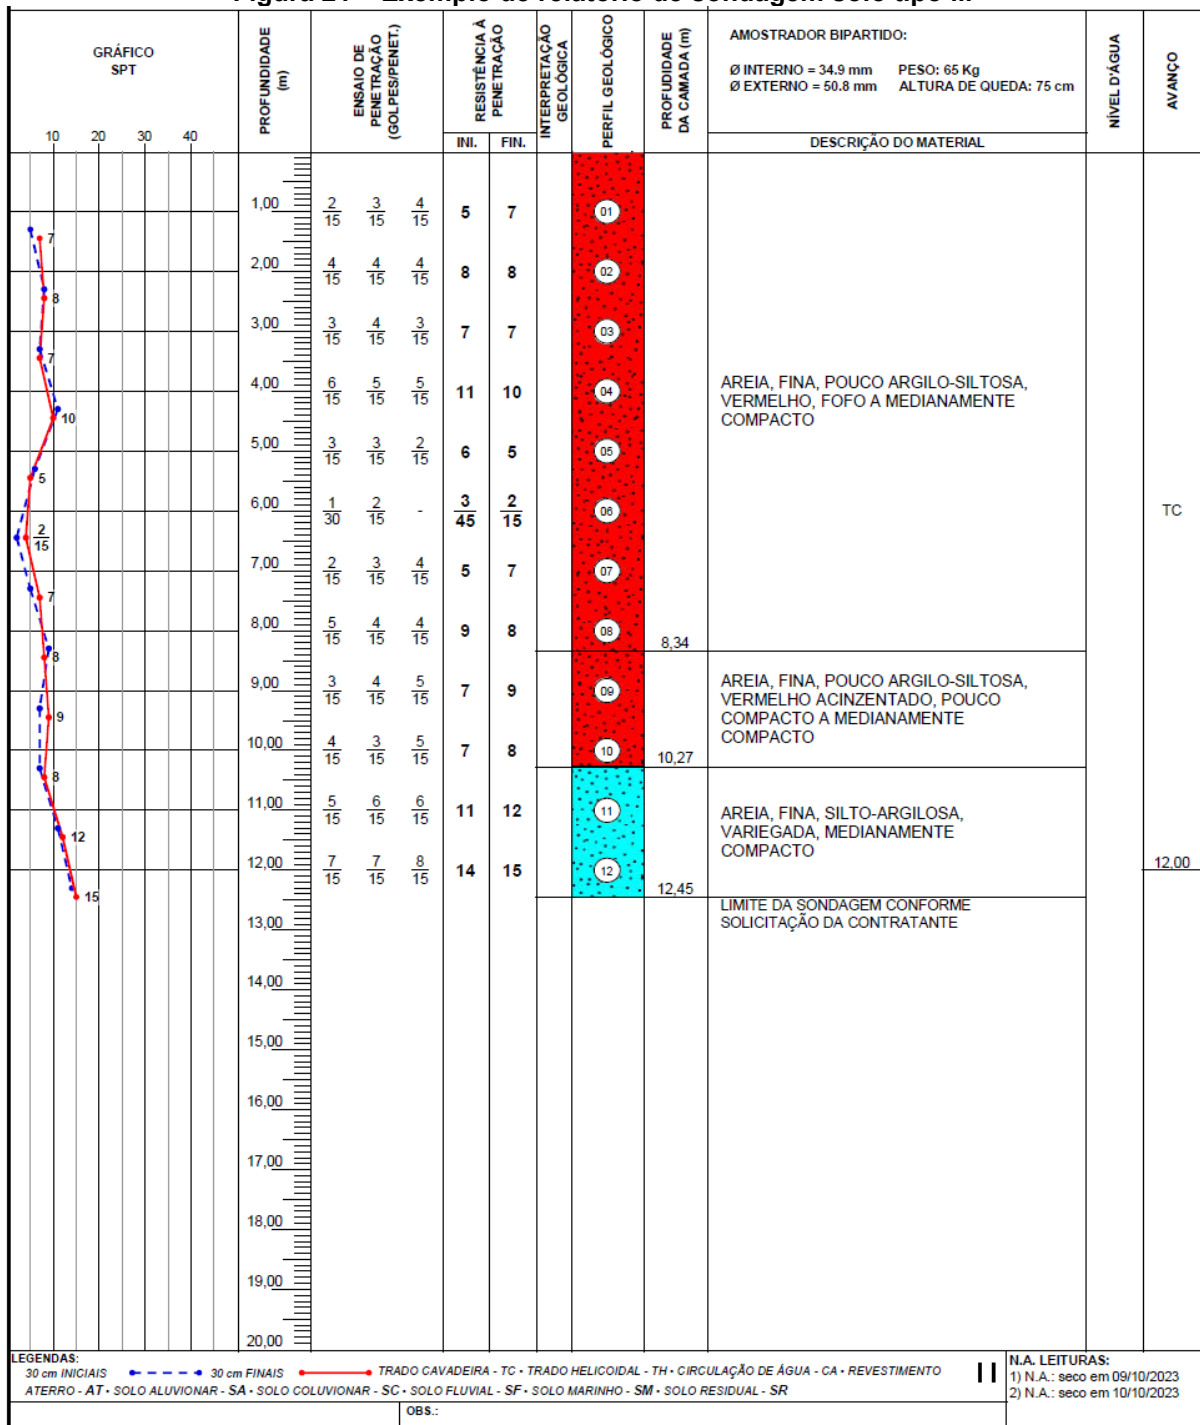 Figura 21 – Exemplo de relatório de sondagem solo tipo III
GRÁFICO
SPT
10 20 30 40
PROFUNDIDADE
(m)
ENSAIO DE
PENETRAÇÃO
(GOLPES/PENET.)
RESISTÊNCIA À
PENETRAÇÃO
INI. FIN.
INTERPRETAÇÃO
GEOLÓGICA
PERFIL GEOLÓGICO
PROFUDIDADE
DA CAMADA (m)
AMOSTRADOR BIPARTIDO:
Ø INTERNO = 34.9 mm PESO: 65 Kg
Ø EXTERNO = 50.8 mm ALTURA DE QUEDA: 75 cm
DESCRIÇÃO DO MATERIAL
NÍVEL D'ÁGUA
AVANÇO
1,00 2/15 3/15 4/15 5 7 01
7
2,00 4/15 4/15 4/15 8 8 02
8
3,00 3/15 4/15 3/15 7 7 03
7
4,00 6/15 5/15 5/15 11 10 04
10
AREIA, FINA, POUCO ARGILO-SILTOSA,
VERMELHO, FOFO A MEDIANAMENTE
COMPACTO
5,00 3/15 3/15 2/15 6 5 05
5
6,00 1/30 2/15 - 3/45 2/15 06 TC
2/15
7,00 2/15 3/15 4/15 5 7 07
7
8,00 5/15 4/15 4/15 9 8 08
8,34
8
9,00 3/15 4/15 5/15 7 9 09
9
AREIA, FINA, POUCO ARGILO-SILTOSA,
VERMELHO ACINZENTADO, POUCO
COMPACTO A MEDIANAMENTE
COMPACTO
10,00 4/15 3/15 5/15 7 8 10
10,27
8
11,00 5/15 6/15 6/15 11 12 11
12
AREIA, FINA, SILTO-ARGILOSA,
VARIEGADA, MEDIANAMENTE
COMPACTO
12,00 7/15 7/15 8/15 14 15 12 12,00
12,45
15
LIMITE DA SONDAGEM CONFORME
SOLICITAÇÃO DA CONTRATANTE
13,00
14,00
15,00
16,00
17,00
18,00
19,00
20,00
LEGENDAS:
30 cm INICIAIS 30 cm FINAIS TRADO CAVADEIRA - TC • TRADO HELICOIDAL - TH • CIRCULAÇÃO DE ÁGUA - CA • REVESTIMENTO
ATERRO - AT • SOLO ALUVIONAR - SA • SOLO COLUVIONAR - SC • SOLO FLUVIAL - SF • SOLO MARINHO - SM • SOLO RESIDUAL - SR
N.A. LEITURAS:
1) N.A.: seco em 09/10/2023
2) N.A.: seco em 10/10/2023
OBS.: